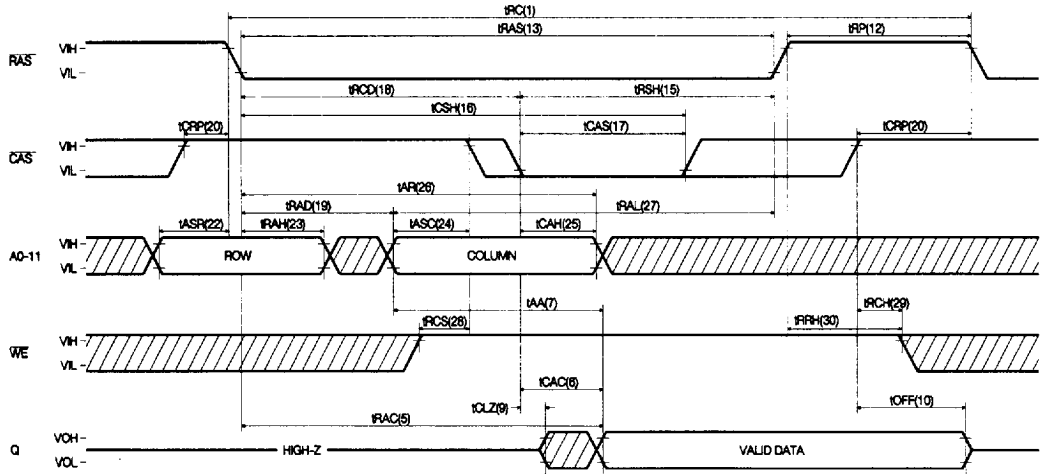 tRC(1)
tRAS(13) tRP(12)
RAS VIH
VIL
tRCD(18) tRSH(15)
tCSH(16)
tCRP(20) tCAS(17) tCRP(20)
CAS VIH
VIL
tAR(26)
tRAD(19) tRAL(27)
tASR(22) tRAH(23) tASC(24) tCAH(25)
A0-11 VIH
VIL
ROW COLUMN
tAA(7)
tRCS(28) tRRH(30) tRCH(29)
WE VIH
VIL
tCAC(6)
tCLZ(9) tOFF(10)
tRAC(5)
Q VOH
VOL
HIGH-Z VALID DATA